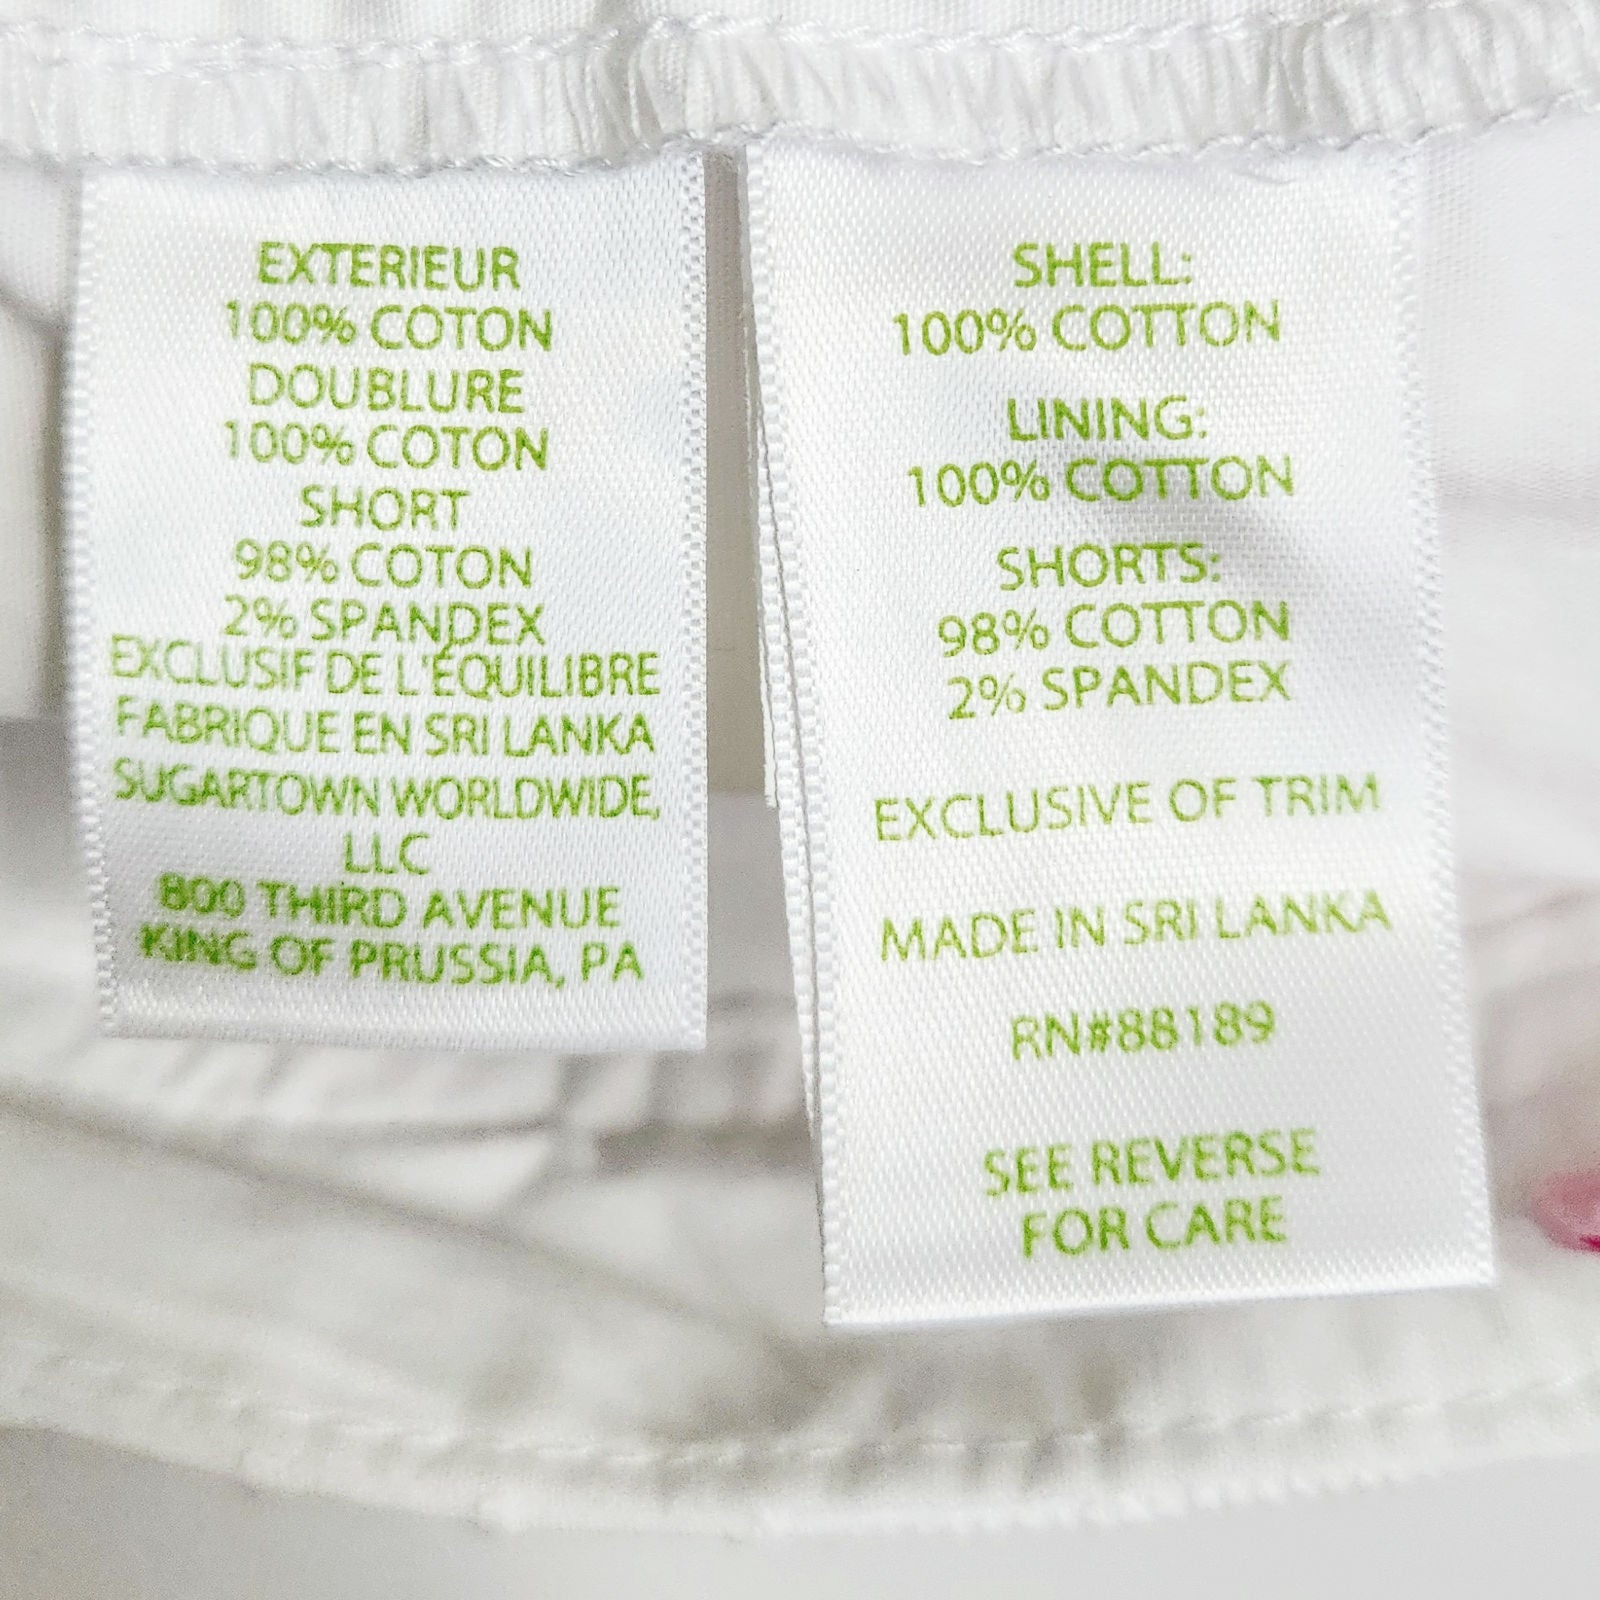 EXTERIEUR
100% COTON
DOUBLURE
100% COTON
SHORT
98% COTON
2% SPANDEX
EXCLUSIF DE L'ÉQUILIBRE
FABRIQUE EN SRI LANKA
SUGARTOWN WORLDWIDE,
LLC
800 THIRD AVENUE
KING OF PRUSSIA, PA
SHELL:
100% COTTON
LINING:
100% COTTON
SHORTS:
98% COTTON
2% SPANDEX
EXCLUSIVE OF TRIM
MADE IN SRI LANKA
RN#88189
SEE REVERSE
FOR CARE